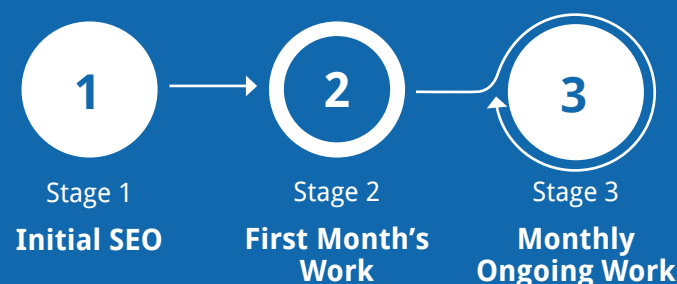 1
2
3
Stage 1
Stage 2
Stage 3
Initial SEO
First Month’s
Work
Monthly
Ongoing Work